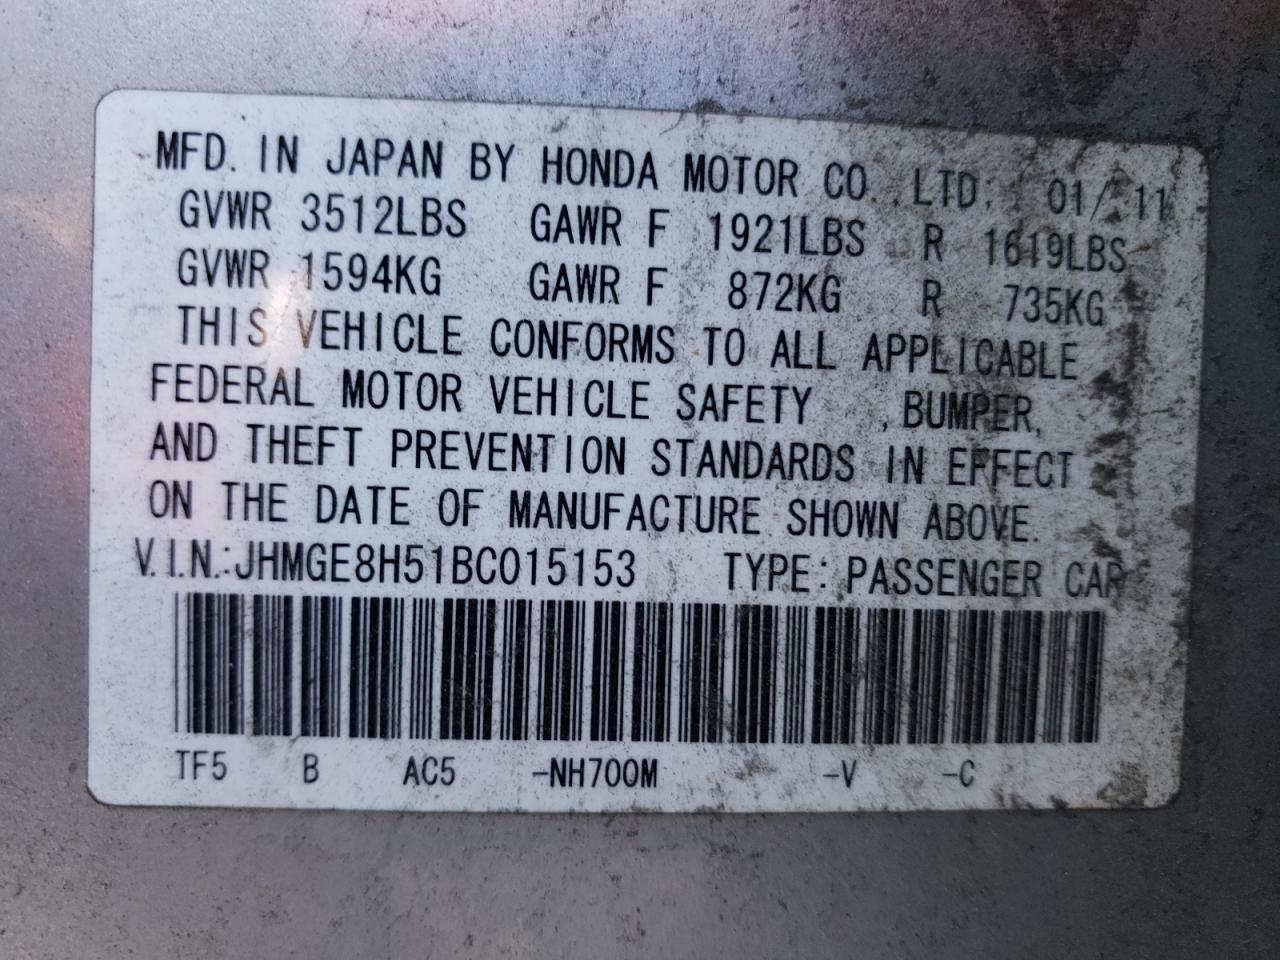 MFD. IN JAPAN BY HONDA MOTOR CO., LTD: 01/ 11
GVWR 3512LBS GAWR F 1921LBS R 1619LBS
GVWR 1594KG GAWR F 872KG R 735KG
THIS VEHICLE CONFORMS TO ALL APPLICABLE
FEDERAL MOTOR VEHICLE SAFETY , BUMPER,
AND THEFT PREVENTION STANDARDS IN EFFECT
ON THE DATE OF MANUFACTURE SHOWN ABOVE.
V.I.N.:JHMGE8H51BC015153 TYPE: PASSENGER CAR
TF5 B AC5 -NH700M -V -C